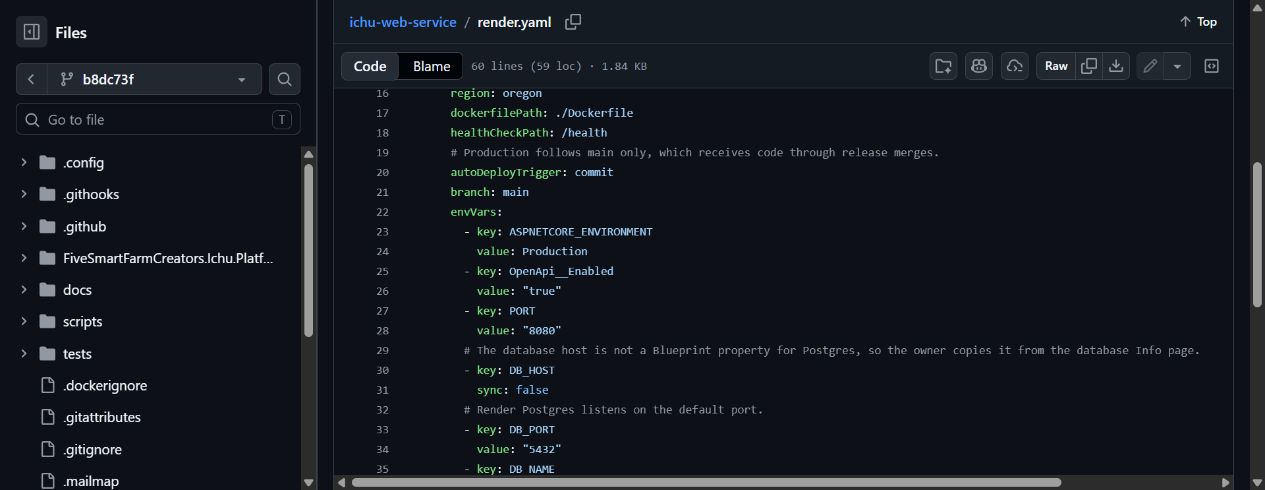 Files
b8dc73f
Go to file
T
.config
.githooks
.github
FiveSmartFarmCreators.Ichu.Platf...
docs
scripts
tests
.dockerignore
.gitattributes
.gitignore
.mailmap
ichu-web-service / render.yaml
Top
Code
Blame
60 lines (59 loc) · 1.84 KB
Raw
16 region: oregon
17 dockerfilePath: ./Dockerfile
18 healthCheckPath: /health
19 # Production follows main only, which receives code through release merges.
20 autoDeployTrigger: commit
21 branch: main
22 envVars:
23 - key: ASPNETCORE_ENVIRONMENT
24 value: Production
25 - key: OpenApi__Enabled
26 value: "true"
27 - key: PORT
28 value: "8080"
29 # The database host is not a Blueprint property for Postgres, so the owner copies it from the database Info page.
30 - key: DB_HOST
31 sync: false
32 # Render Postgres listens on the default port.
33 - key: DB_PORT
34 value: "5432"
35 - key: DB_NAME